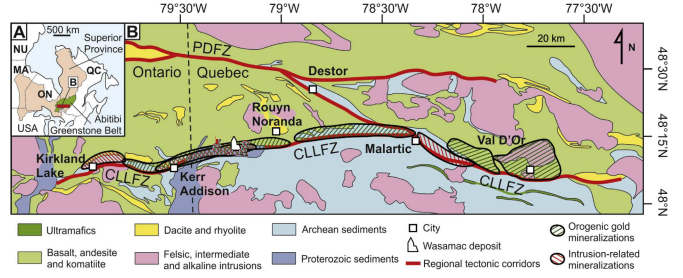 79°30'
79°0'
78°30'
78°0'
77°30'
A
500 km
Superior
Province
NU
MA
ON
QC
B
USA
Abitibi
Greenstone Belt
B
PDFZ
Ontario
Quebec
Destor
20 km
N
Rouyn
Noranda
Malartic
Val D'Or
Kirkland
Lake
CLLFZ
Kerr
Addison
CLLFZ
CLLFZ
48°30'N
48°15'N
48°N
Ultramafics
Basalt, andesite
and komatiite
Dacite and rhyolite
Felsic, intermediate
and alkaline intrusions
Archean sediments
Proterozoic sediments
City
Wasamac deposit
Regional tectonic corridors
Orogenic gold
mineralizations
Intrusion-related
mineralizations